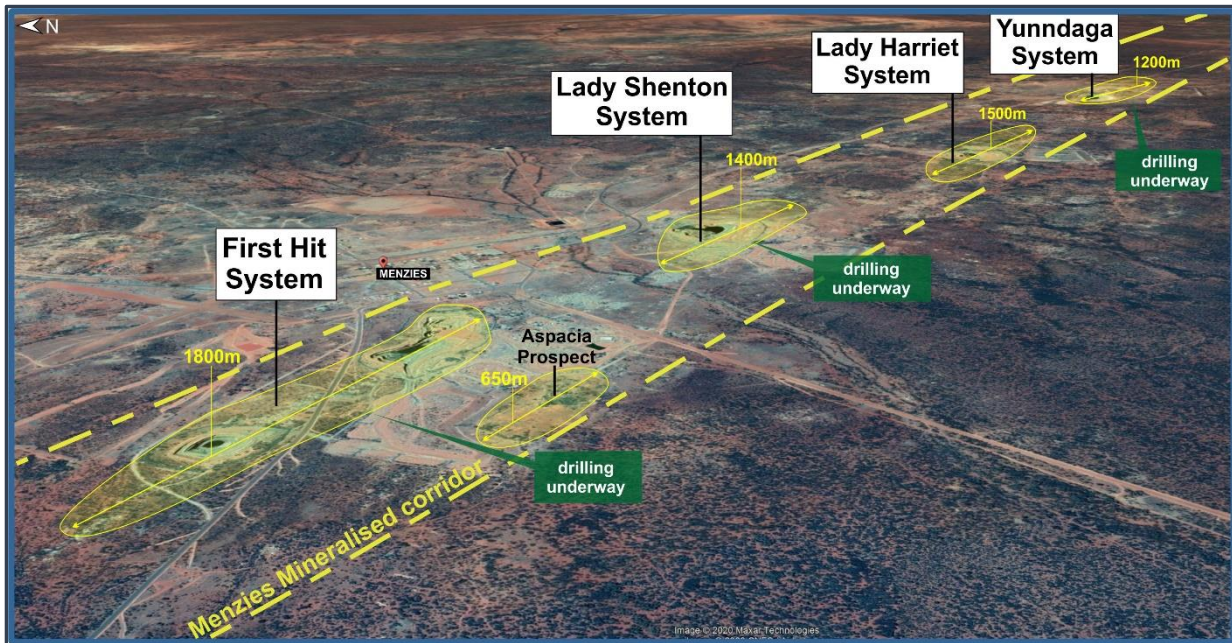 N
Yunndaga
System
1200m
Lady Harriet
System
1500m
Lady Shenton
System
1400m
drilling
underway
drilling
underway
First Hit
System
MENZIES
1800m
Aspacia
Prospect
650m
drilling
underway
Menzies Mineralised corridor
Image © 2020 Maxar Technologies